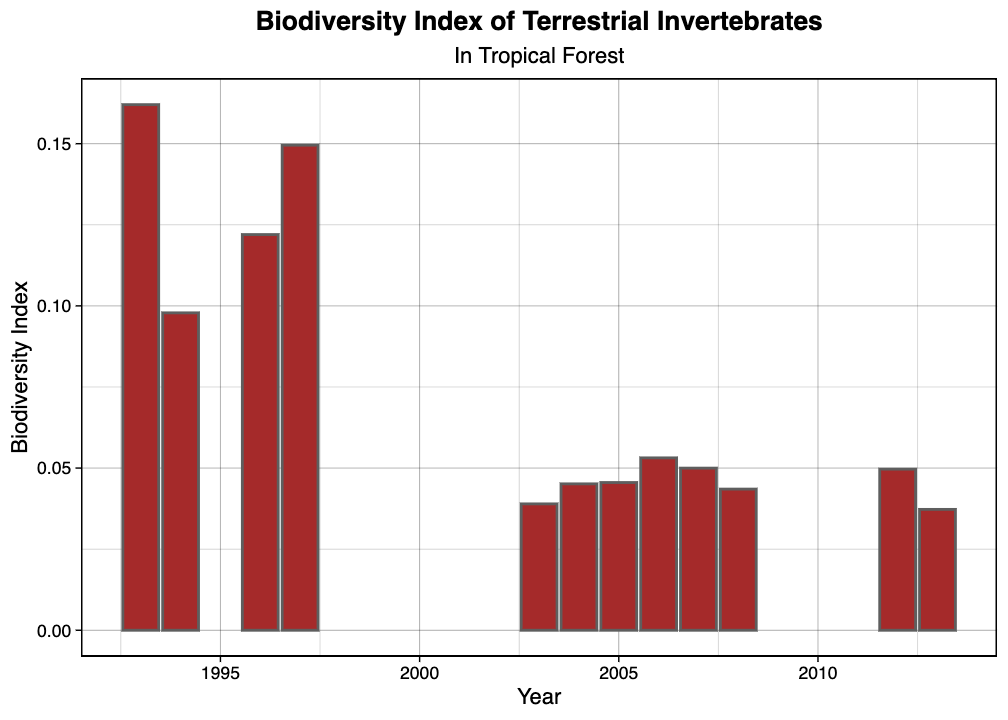 Biodiversity Index of Terrestrial Invertebrates
In Tropical Forest
Biodiversity Index
0.15
0.10
0.05
0.00
1995 2000 2005 2010
Year